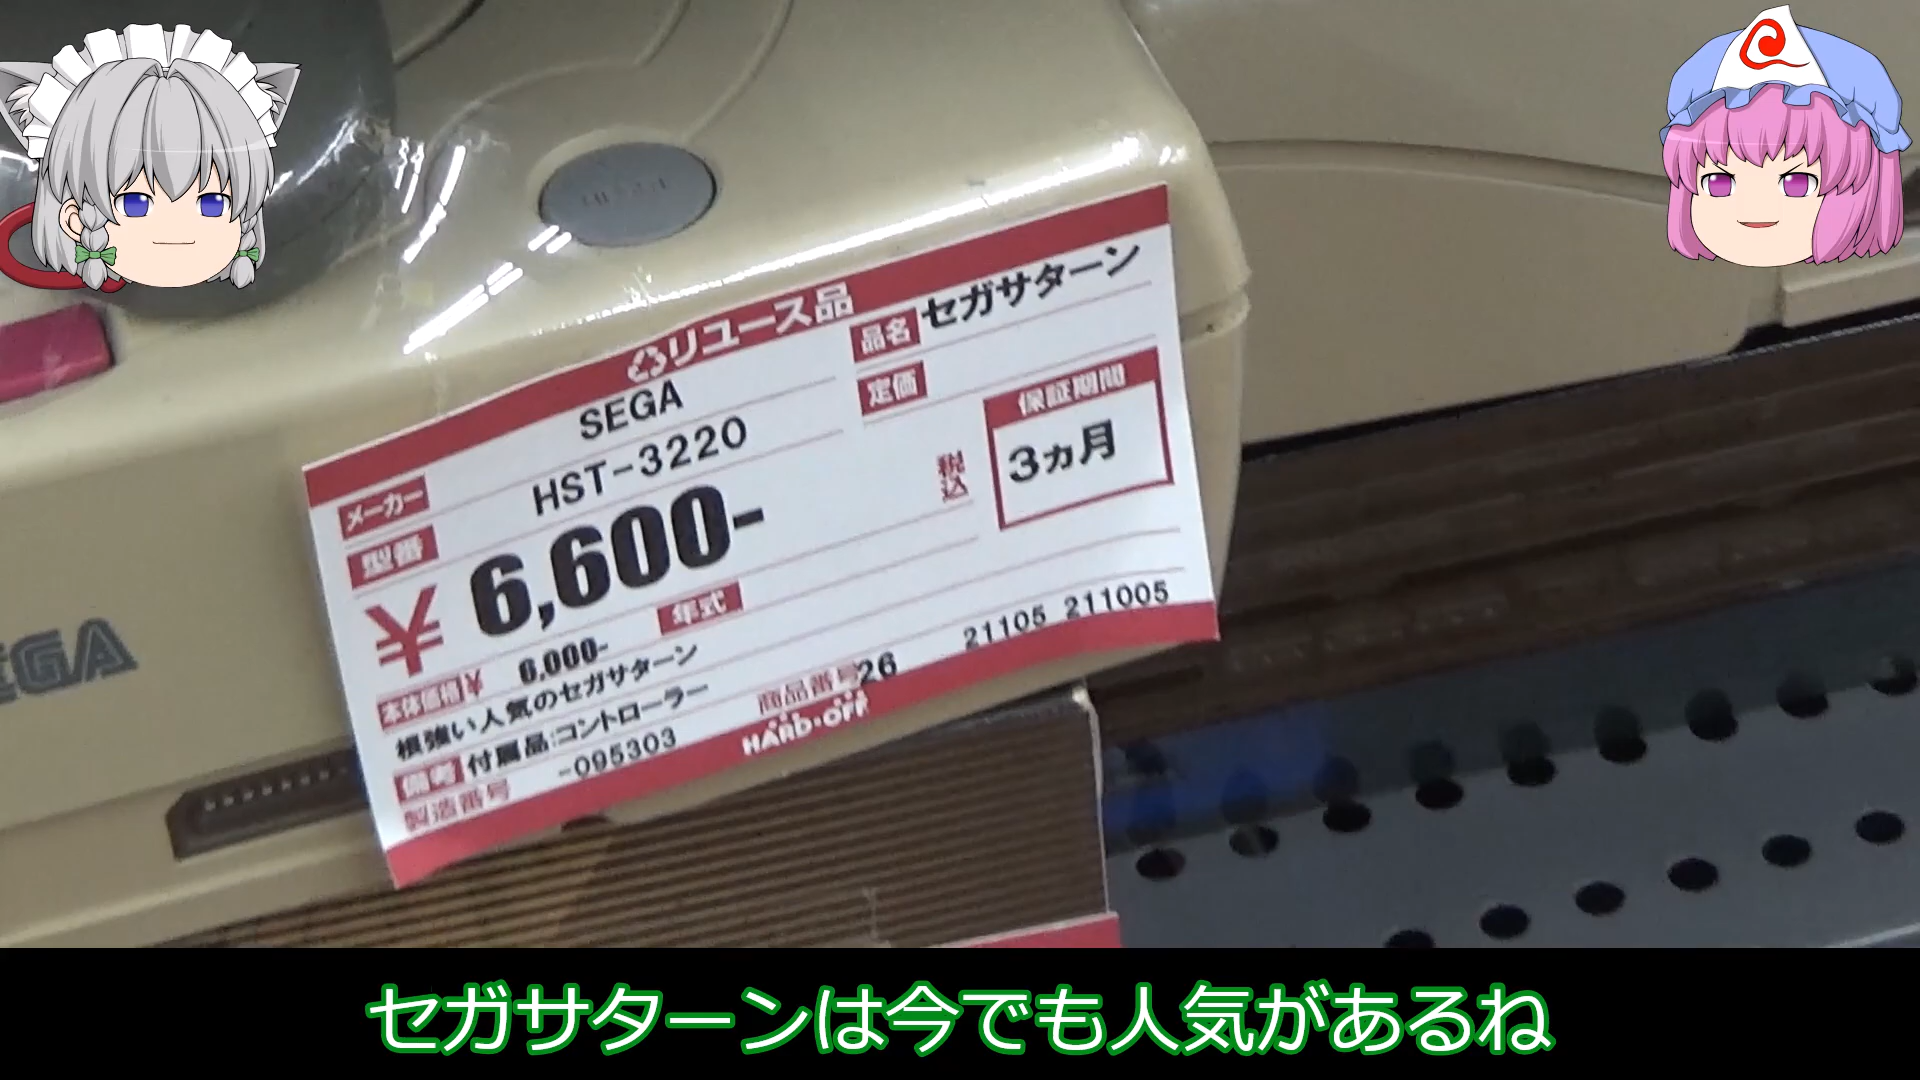 リユース品
メーカー SEGA
品名 セガサターン
型番 HST-3220
定価
¥ 6,600-
税込
保証期間
3ヵ月
本体価格¥ 6,000-
年式
根強い人気のセガサターン
備考 付属品:コントローラー
製造番号 -095303
商品番号26
21105 211005
HARD・OFF
SEGA
セガサターンは今でも人気があるね